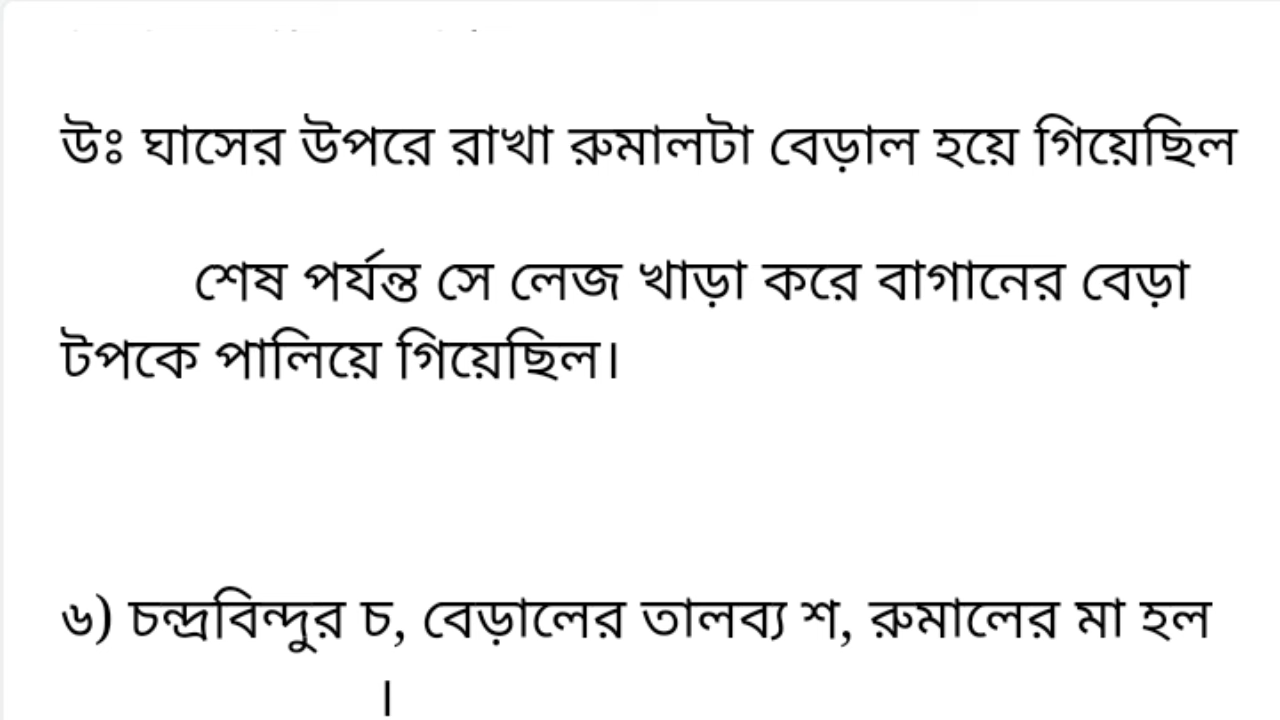 উঃ ঘাসের উপরে রাখা রুমালটা বেড়াল হয়ে গিয়েছিল
শেষ পর্যন্ত সে লেজ খাড়া করে বাগানের বেড়া
টপকে পালিয়ে গিয়েছিল।
৬) চন্দ্রবিন্দুর চ, বেড়ালের তালব্য শ, রুমালের মা হল
।